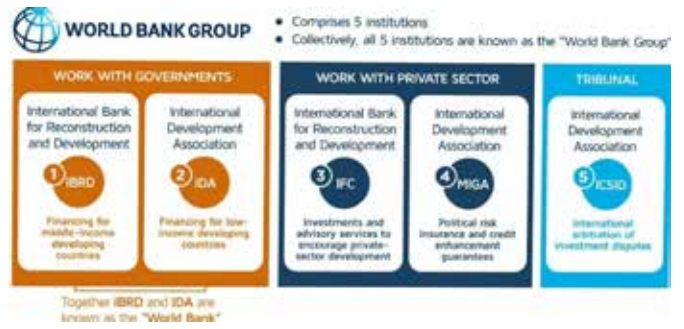 WORLD BANK GROUP
• Comprises 5 institutions
• Collectively, all 5 institutions are known as the "World Bank Group"
WORK WITH GOVERNMENTS
International Bank
for Reconstruction
and Development
1 IBRD
Financing for
middle-income
developing
countries
International
Development
Association
2 IDA
Financing for low-
income developing
countries
Together IBRD and IDA are
known as the "World Bank"
WORK WITH PRIVATE SECTOR
International Bank
for Reconstruction
and Development
3 IFC
Investments and
advisory services to
encourage private-
sector development
International
Development
Association
4 MIGA
Political risk
insurance and credit
enhancement
guarantees
TRIBUNAL
International
Development
Association
5 ICSID
International
arbitration of
investment disputes